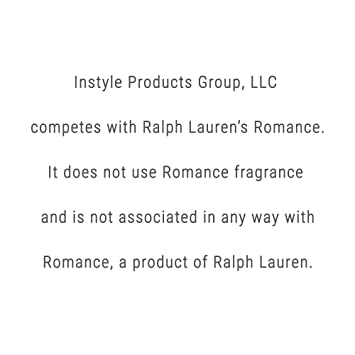 Instyle Products Group, LLC
competes with Ralph Lauren’s Romance.
It does not use Romance fragrance
and is not associated in any way with
Romance, a product of Ralph Lauren.